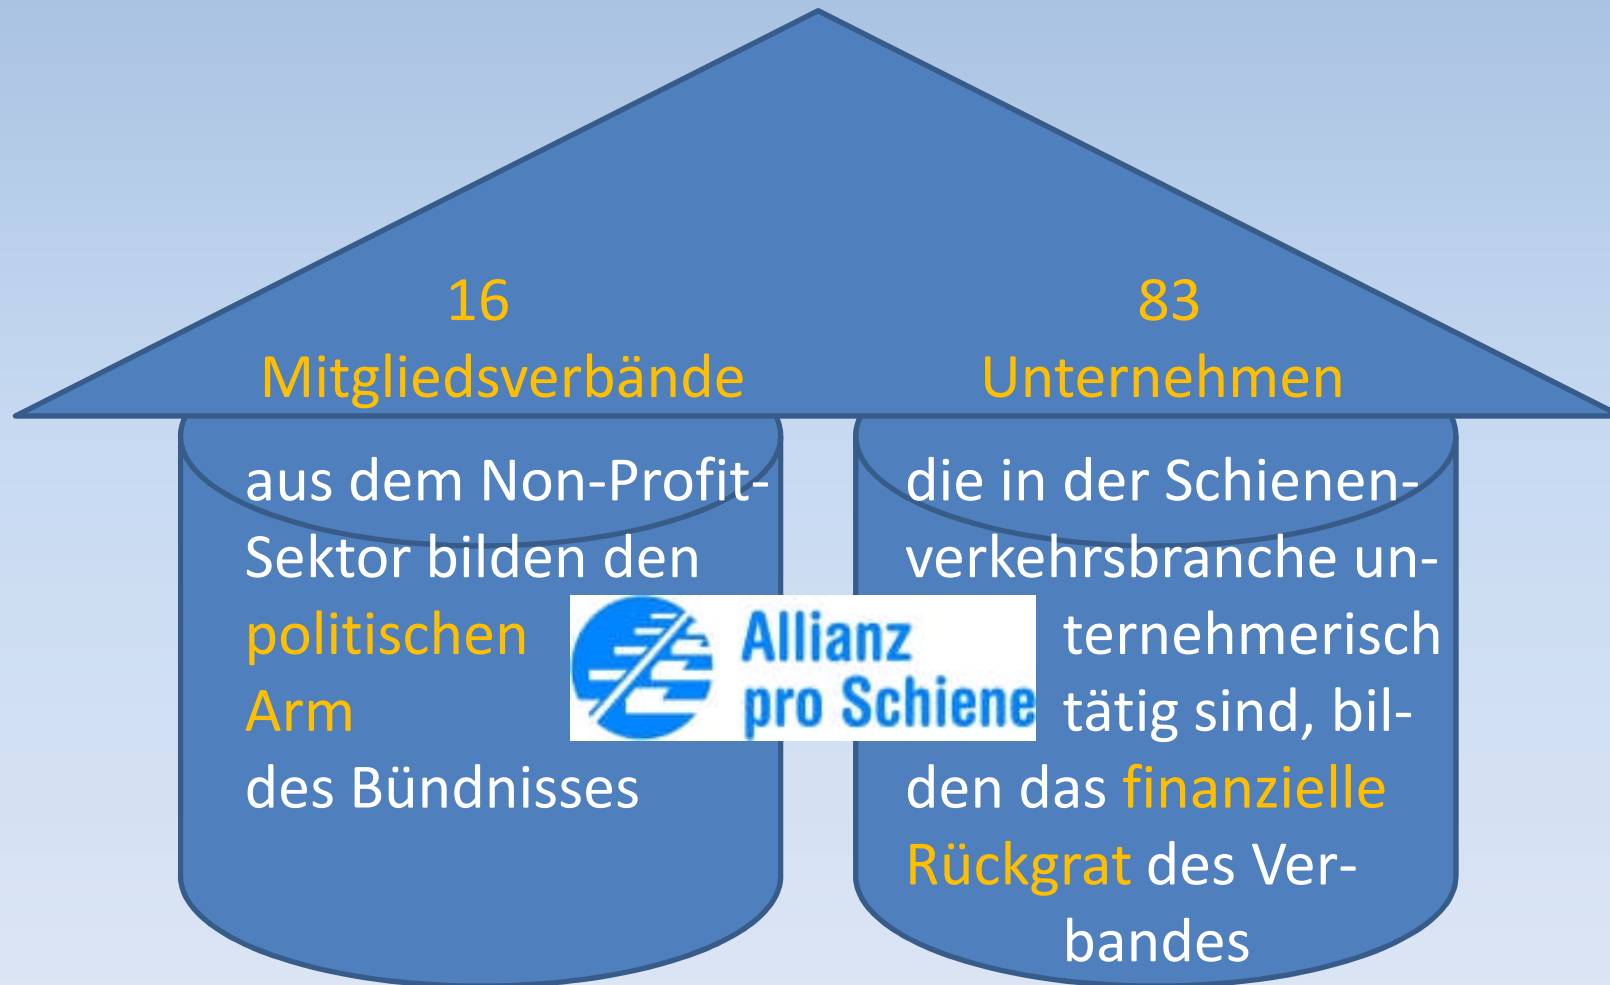 16
Mitgliedsverbände
aus dem Non-Profit-
Sektor bilden den
politischen
Arm
des Bündnisses
83
Unternehmen
die in der Schienen-
verkehrsbranche un-
ternehmerisch
tätig sind, bil-
den das finanzielle
Rückgrat des Ver-
bandes
Allianz
pro Schiene